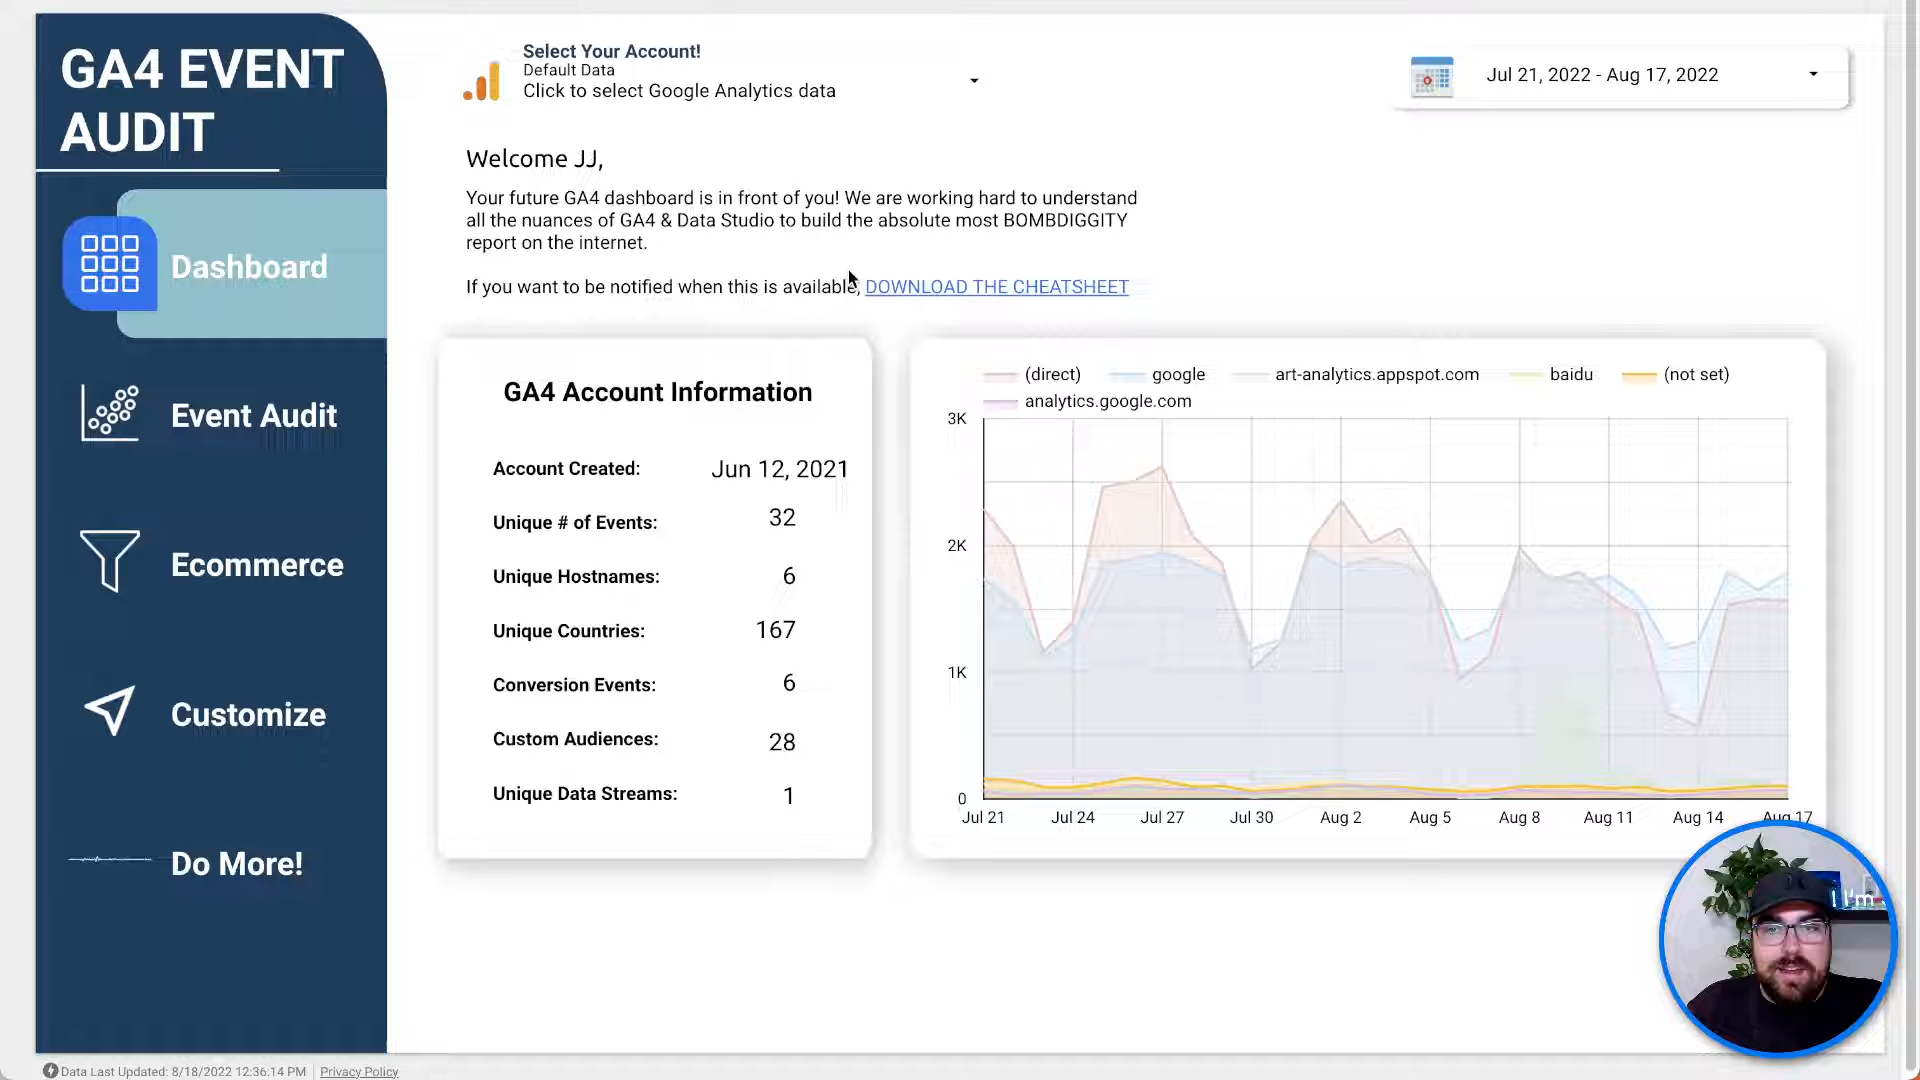 GA4 EVENT
AUDIT
Dashboard
Event Audit
Ecommerce
Customize
Do More!
Select Your Account!
Default Data
Click to select Google Analytics data
Jul 21, 2022 - Aug 17, 2022
Welcome JJ,
Your future GA4 dashboard is in front of you! We are working hard to understand
all the nuances of GA4 & Data Studio to build the absolute most BOMBDIGGITY
report on the internet.
If you want to be notified when this is available, DOWNLOAD THE CHEATSHEET
GA4 Account Information
Account Created: Jun 12, 2021
Unique # of Events: 32
Unique Hostnames: 6
Unique Countries: 167
Conversion Events: 6
Custom Audiences: 28
Unique Data Streams: 1
(direct) google art-analytics.appspot.com baidu (not set)
analytics.google.com
3K
2K
1K
0
Jul 21 Jul 24 Jul 27 Jul 30 Aug 2 Aug 5 Aug 8 Aug 11 Aug 14 Aug 17
Data Last Updated: 8/18/2022 12:36:14 PM Privacy Policy